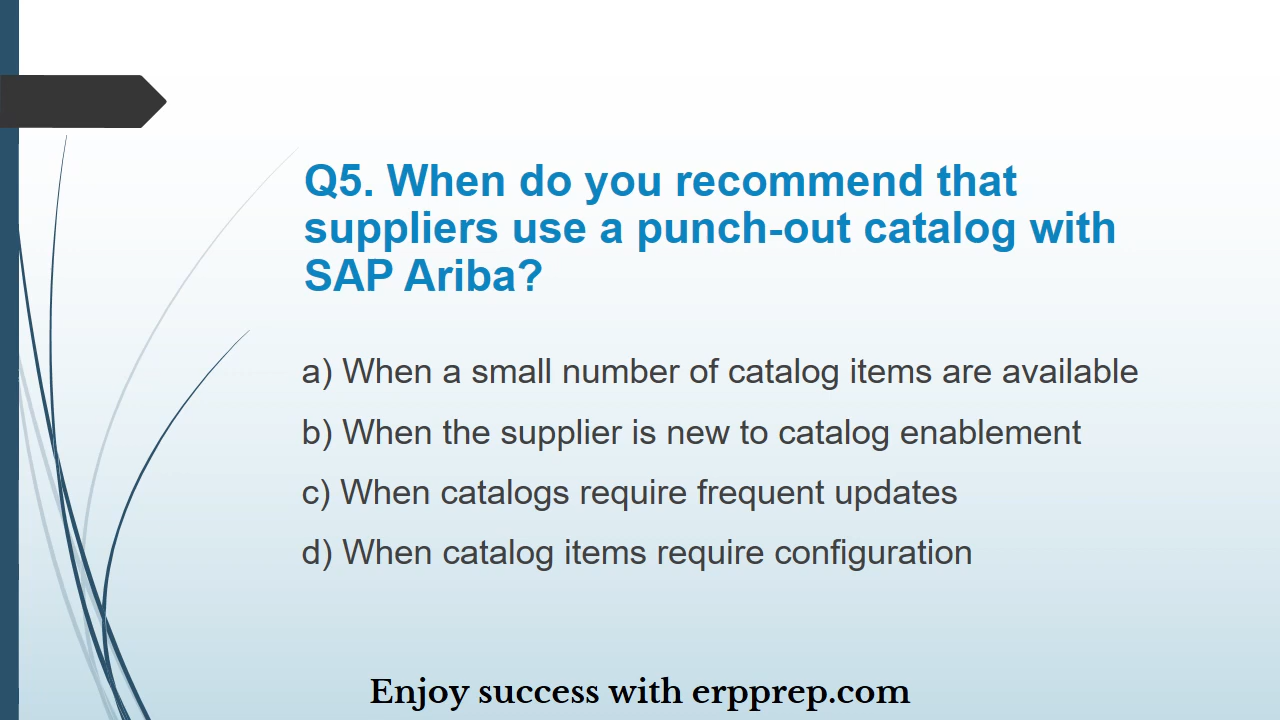 Q5. When do you recommend that
suppliers use a punch-out catalog with
SAP Ariba?
a) When a small number of catalog items are available
b) When the supplier is new to catalog enablement
c) When catalogs require frequent updates
d) When catalog items require configuration
Enjoy success with erpprep.com